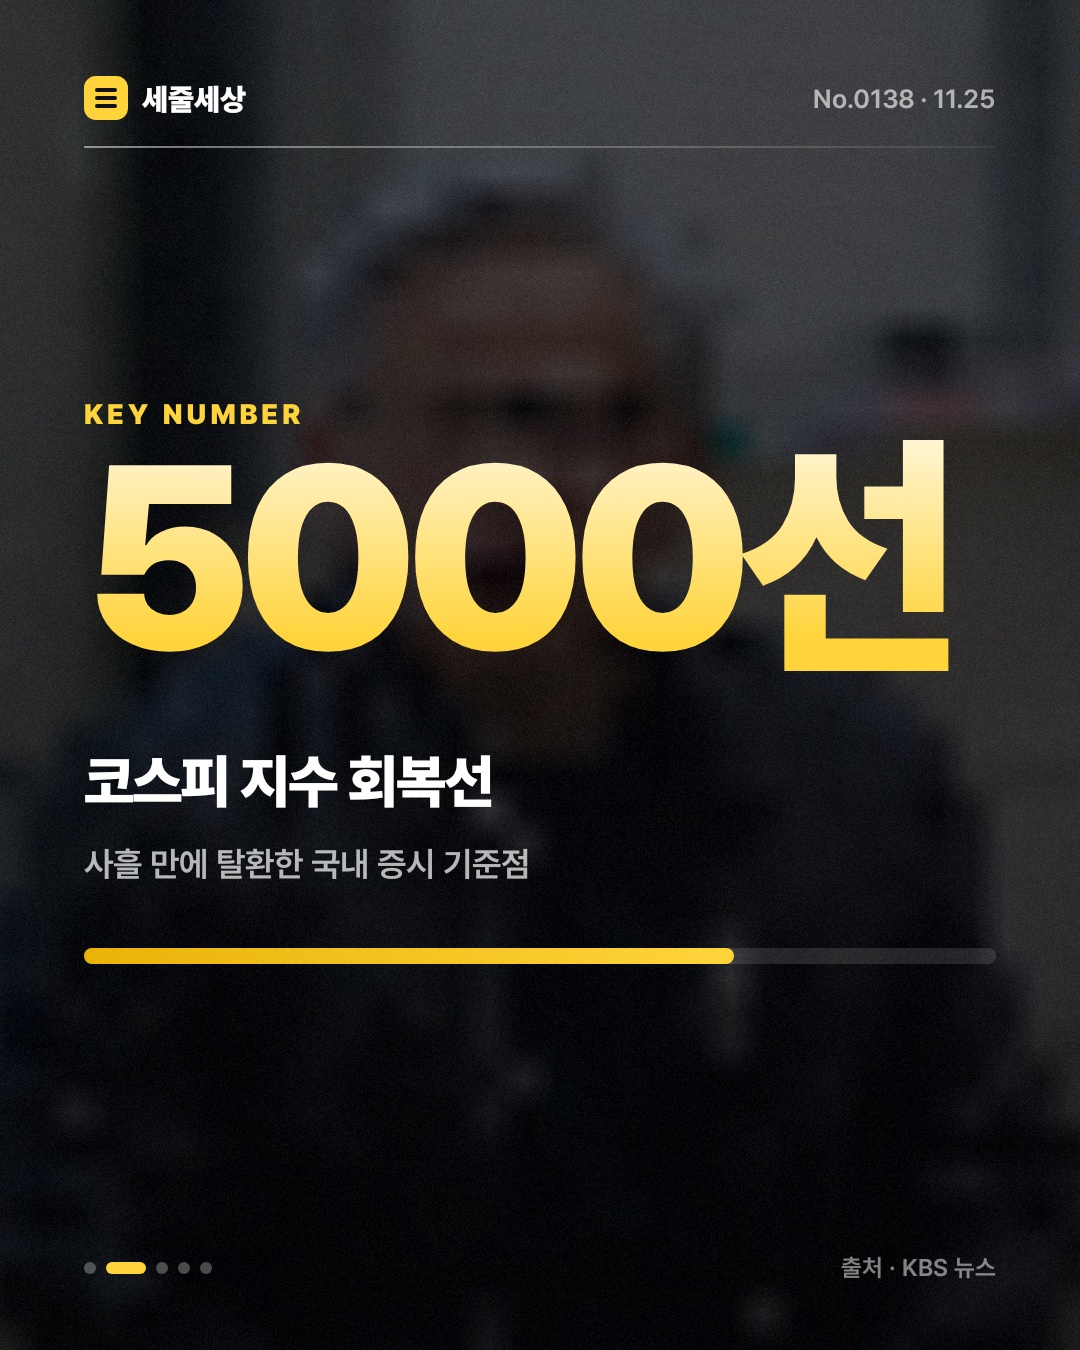 세줄세상
No.0138 · 11.25
KEY NUMBER
5000선
코스피 지수 회복선
사흘 만에 탈환한 국내 증시 기준점
출처 · KBS 뉴스